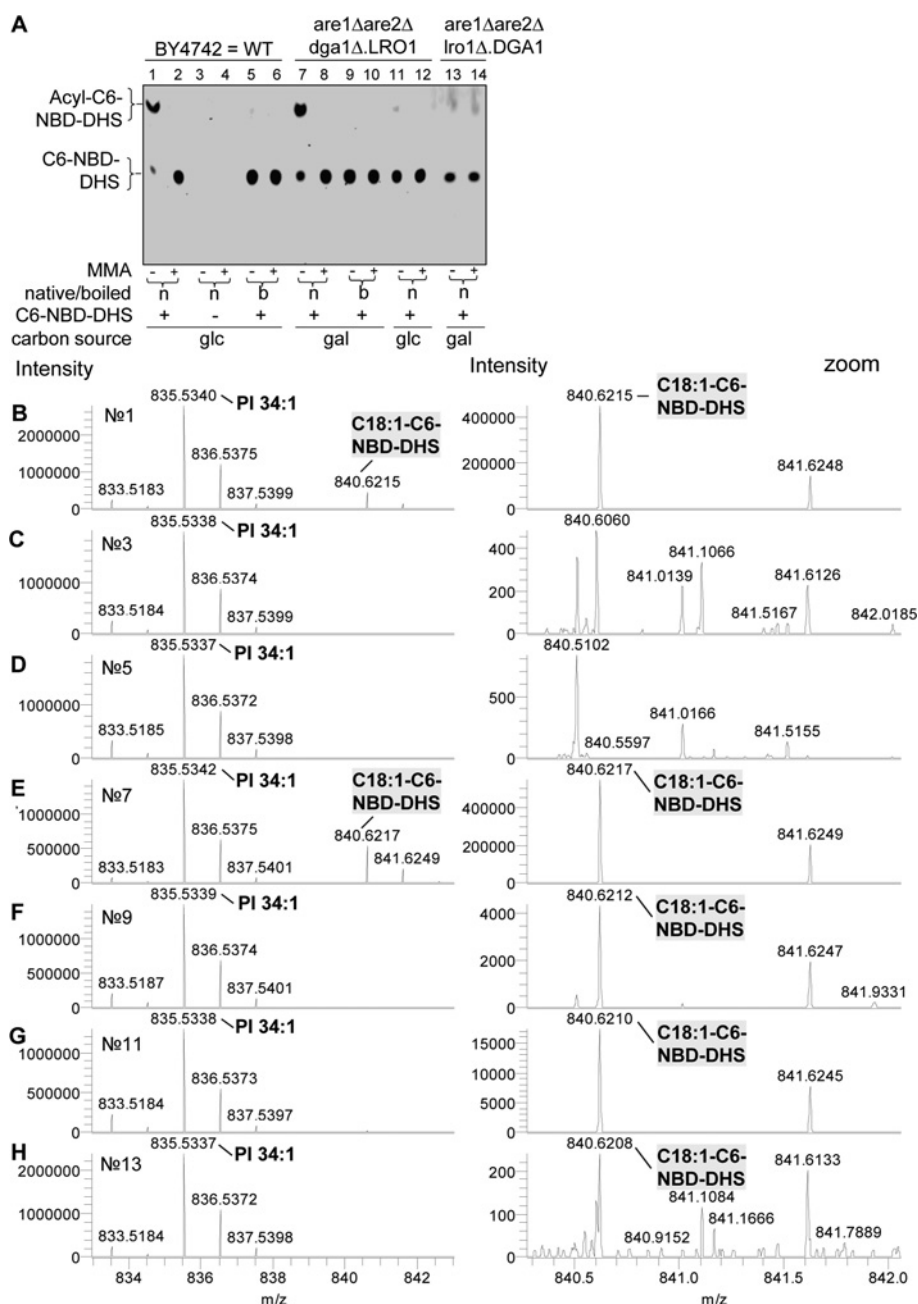 A
BY4742 = WT
are1Δare2Δ
dga1Δ.LRO1
are1Δare2Δ
lro1Δ.DGA1
1 2 3 4 5 6 7 8 9 10 11 12 13 14
Acyl-C6-
NBD-DHS
C6-NBD-
DHS
MMA - + - + - + - + - + - + - +
native/boiled n n b n b n n
C6-NBD-DHS + - + + + + +
carbon source glc gal glc gal
Intensity
Intensity
zoom
B
№1
835.5340
PI 34:1
C18:1-C6-
NBD-DHS
2000000
1000000
0
833.5183
836.5375
837.5399
840.6215
840.6215
C18:1-C6-
NBD-DHS
400000
200000
0
841.6248
C
№3
835.5338
PI 34:1
1000000
0
833.5184
836.5374
837.5399
840.6060
400
200
0
841.0139
841.1066
841.5167
841.6126
842.0185
D
№5
835.5337
PI 34:1
1000000
0
833.5185
836.5372
837.5398
840.5102
500
0
840.5597
841.0166
841.5155
E
№7
835.5342
PI 34:1
C18:1-C6-
NBD-DHS
1000000
500000
0
833.5183
836.5375
837.5401
840.6217
841.6249
840.6217
C18:1-C6-
NBD-DHS
400000
200000
0
841.6249
F
№9
835.5339
PI 34:1
1000000
500000
0
833.5187
836.5374
837.5401
840.6212
C18:1-C6-
NBD-DHS
4000
2000
0
841.6247
841.9331
G
№11
835.5338
PI 34:1
1000000
500000
0
833.5184
836.5373
837.5397
840.6210
C18:1-C6-
NBD-DHS
15000
10000
5000
0
841.6245
H
№13
835.5337
PI 34:1
2000000
1000000
0
833.5184
836.5372
837.5398
840.6208
C18:1-C6-
NBD-DHS
200
100
0
840.9152
841.1084
841.1666
841.6133
841.7889
834 836 838 840 842
m/z
840.5 841.0 841.5 842.0
m/z